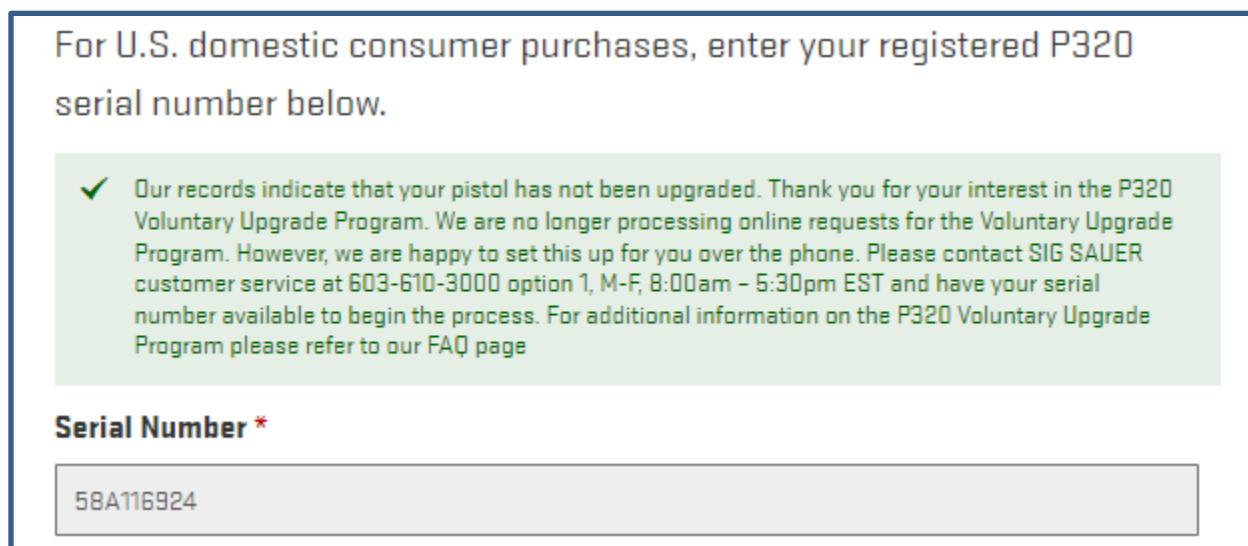 For U.S. domestic consumer purchases, enter your registered P320
serial number below.
✓ Our records indicate that your pistol has not been upgraded. Thank you for your interest in the P320
Voluntary Upgrade Program. We are no longer processing online requests for the Voluntary Upgrade
Program. However, we are happy to set this up for you over the phone. Please contact SIG SAUER
customer service at 603-610-3000 option 1, M-F, 8:00am – 5:30pm EST and have your serial
number available to begin the process. For additional information on the P320 Voluntary Upgrade
Program please refer to our FAQ page
Serial Number *
58A116924